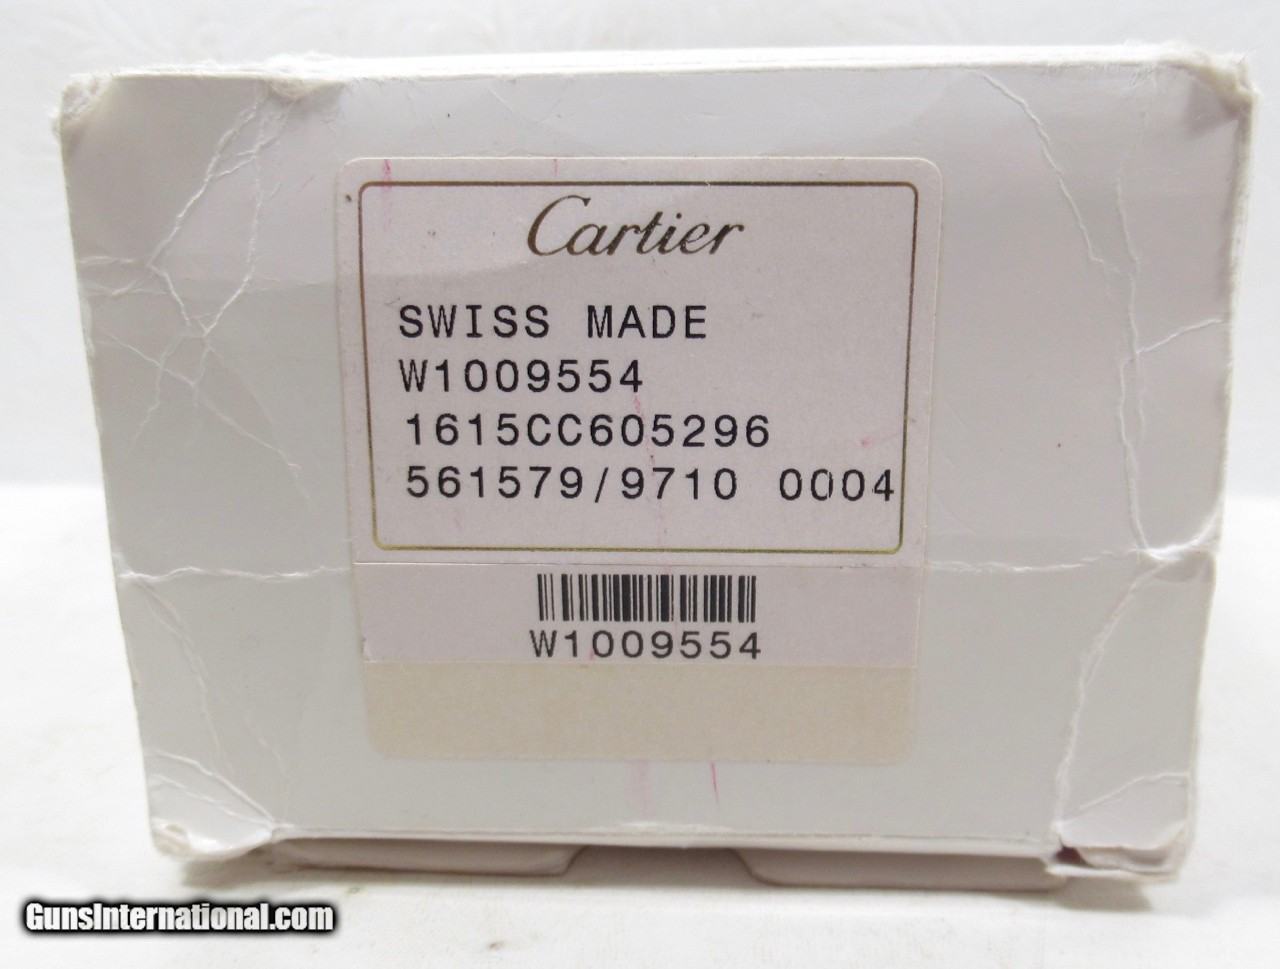 Cartier
SWISS MADE
W1009554
1615CC605296
561579/9710 0004
W1009554
GunsInternational.com